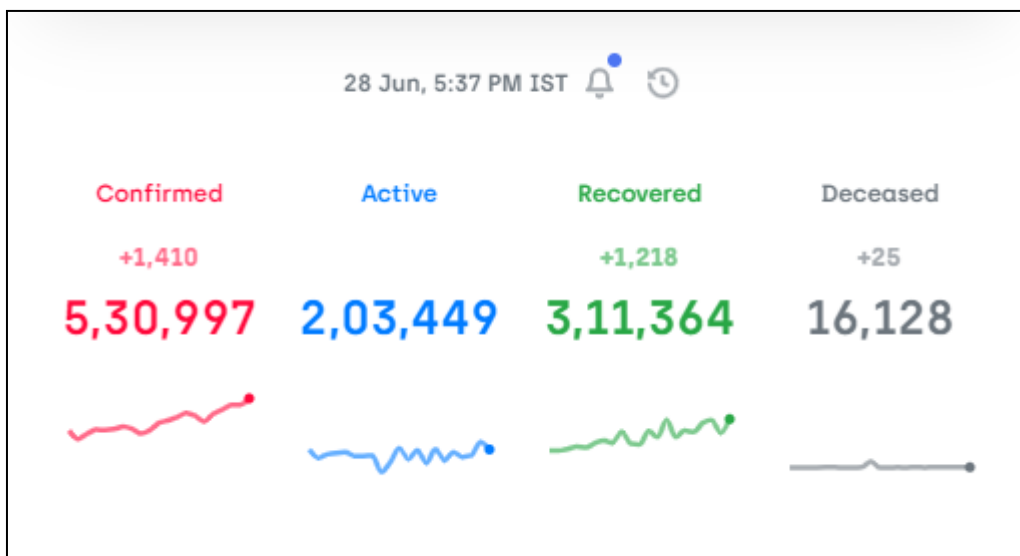 28 Jun, 5:37 PM IST
Confirmed Active Recovered Deceased
+1,410 +1,218 +25
5,30,997 2,03,449 3,11,364 16,128